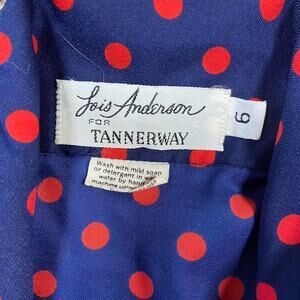 Lois Anderson
FOR
TANNERWAY
6
Wash with mild soap
or detergent in
water by hand
machine